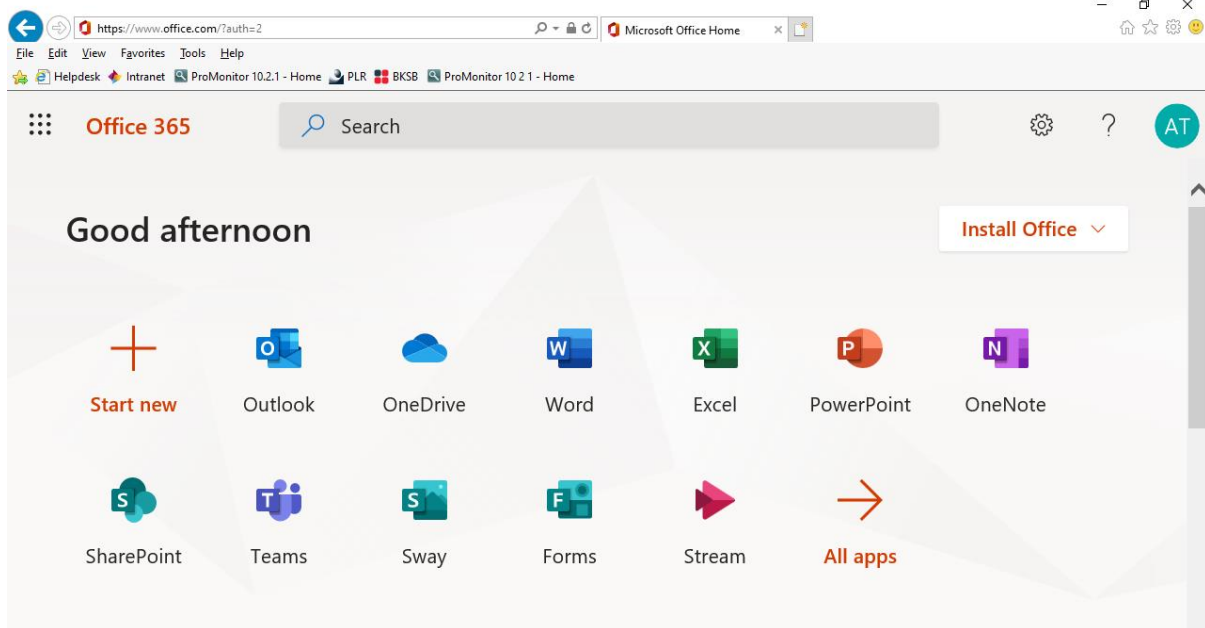 https://www.office.com/?auth=2
Microsoft Office Home
File Edit View Favorites Tools Help
Helpdesk Intranet ProMonitor 10.2.1 - Home PLR BKSB ProMonitor 10 2 1 - Home
Office 365 Search ? AT
Good afternoon Install Office
Start new Outlook OneDrive Word Excel PowerPoint OneNote
SharePoint Teams Sway Forms Stream All apps